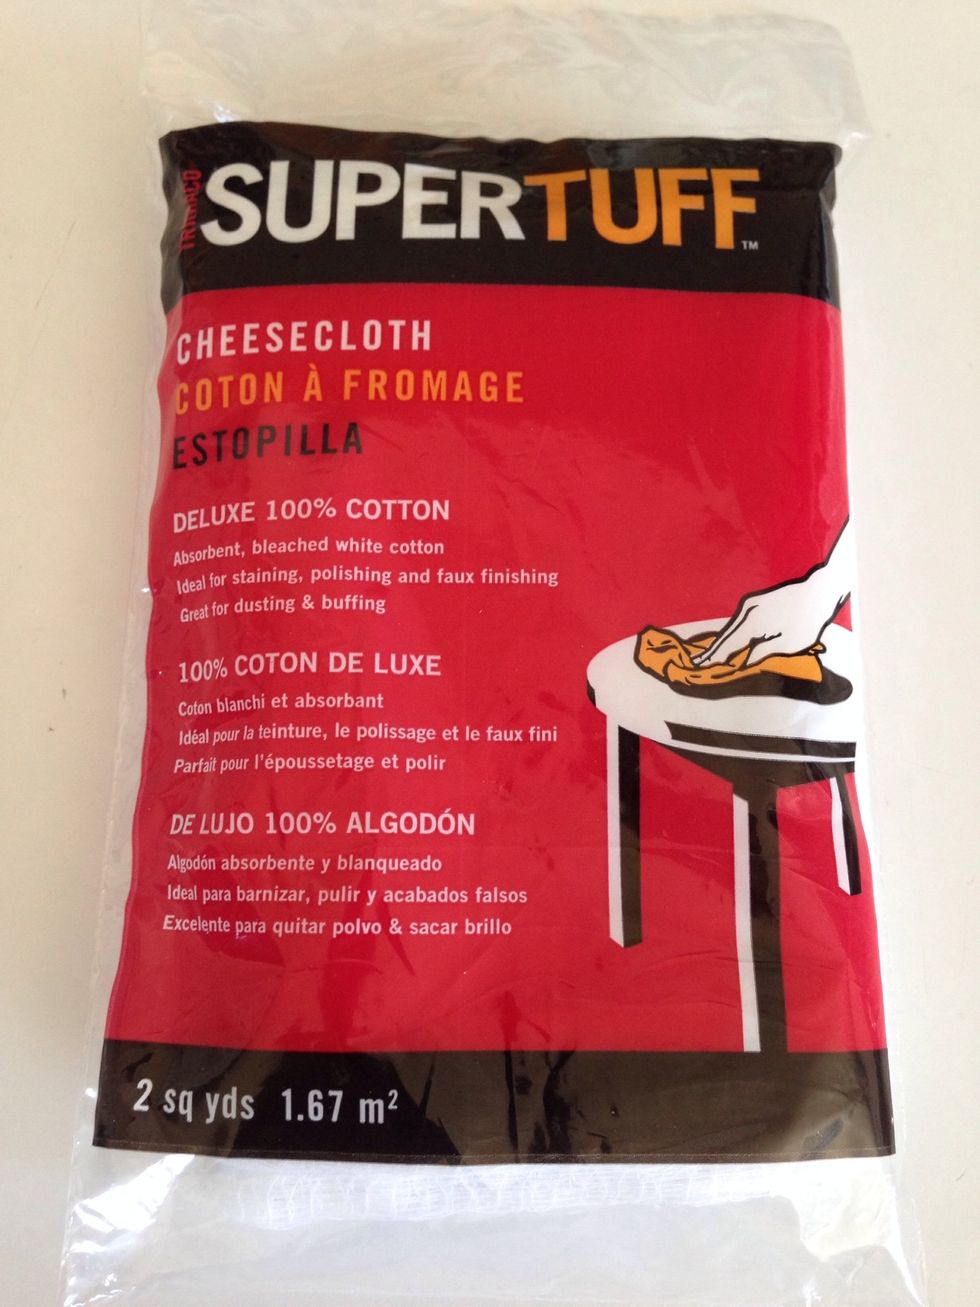 TRIMACO
SUPERTUFF™
CHEESECLOTH
COTON À FROMAGE
ESTOPILLA
DELUXE 100% COTTON
Absorbent, bleached white cotton
Ideal for staining, polishing and faux finishing
Great for dusting & buffing
100% COTON DE LUXE
Coton blanchi et absorbant
Idéal pour la teinture, le polissage et le faux fini
Parfait pour l'époussetage et polir
DE LUJO 100% ALGODÓN
Algodón absorbente y blanqueado
Ideal para barnizar, pulir y acabados falsos
Excelente para quitar polvo & sacar brillo
2 sq yds 1.67 m²